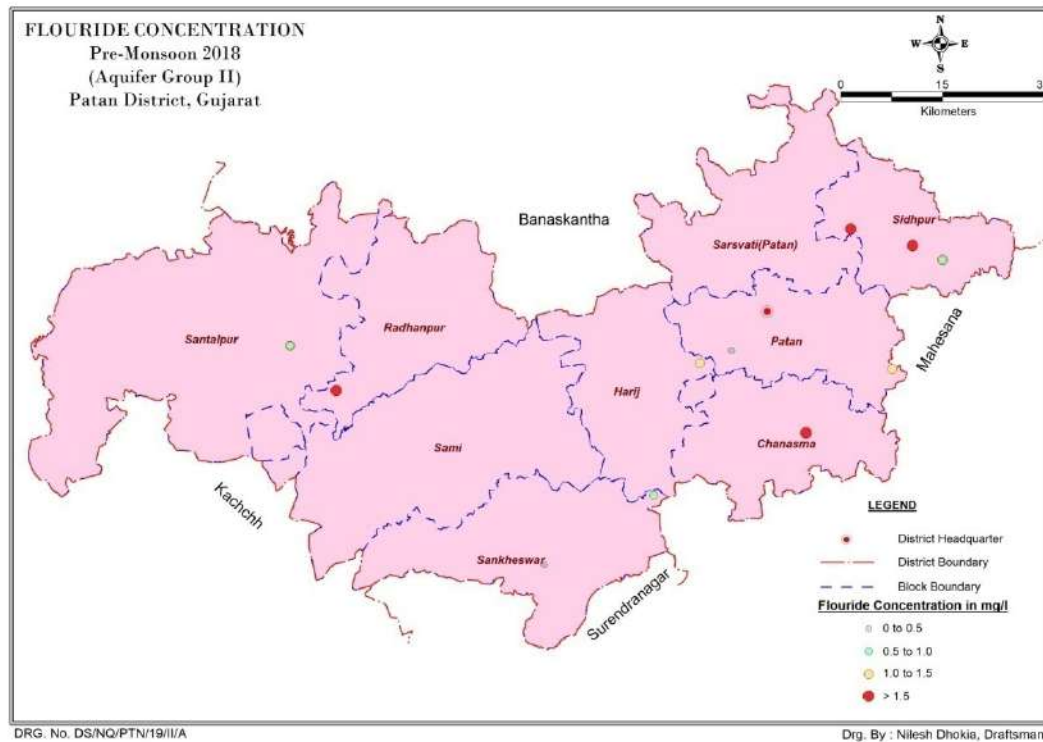 FLOURIDE CONCENTRATION
Pre-Monsoon 2018
(Aquifer Group II)
Patan District, Gujarat
N
W E
S
0 15 3
Kilometers
Banaskantha
Sidhpur
Sarsvati(Patan)
Mahesana
Santalpur
Radhanpur
Patan
Harij
Chanasma
Sami
Kachchh
Sankheswar
Surendranagar
LEGEND
District Headquarter
District Boundary
Block Boundary
Flouride Concentration in mg/l
0 to 0.5
0.5 to 1.0
1.0 to 1.5
> 1.5
DRG. No. DS/NQ/PTN/19/II/A
Drg. By : Nilesh Dhokia, Draftsman